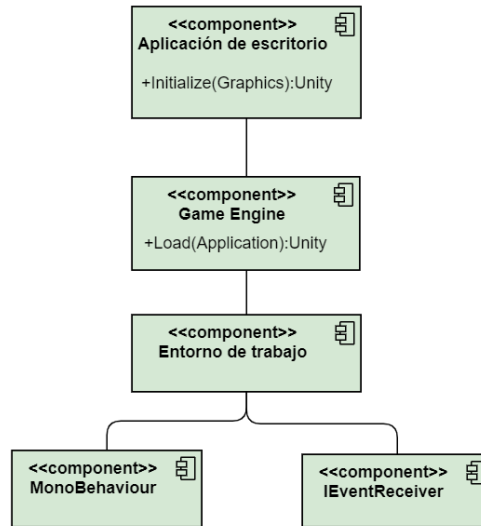 <<component>>
Aplicación de escritorio
+Initialize(Graphics):Unity
<<component>>
Game Engine
+Load(Application):Unity
<<component>>
Entorno de trabajo
<<component>>
MonoBehaviour
<<component>>
IEventReceiver